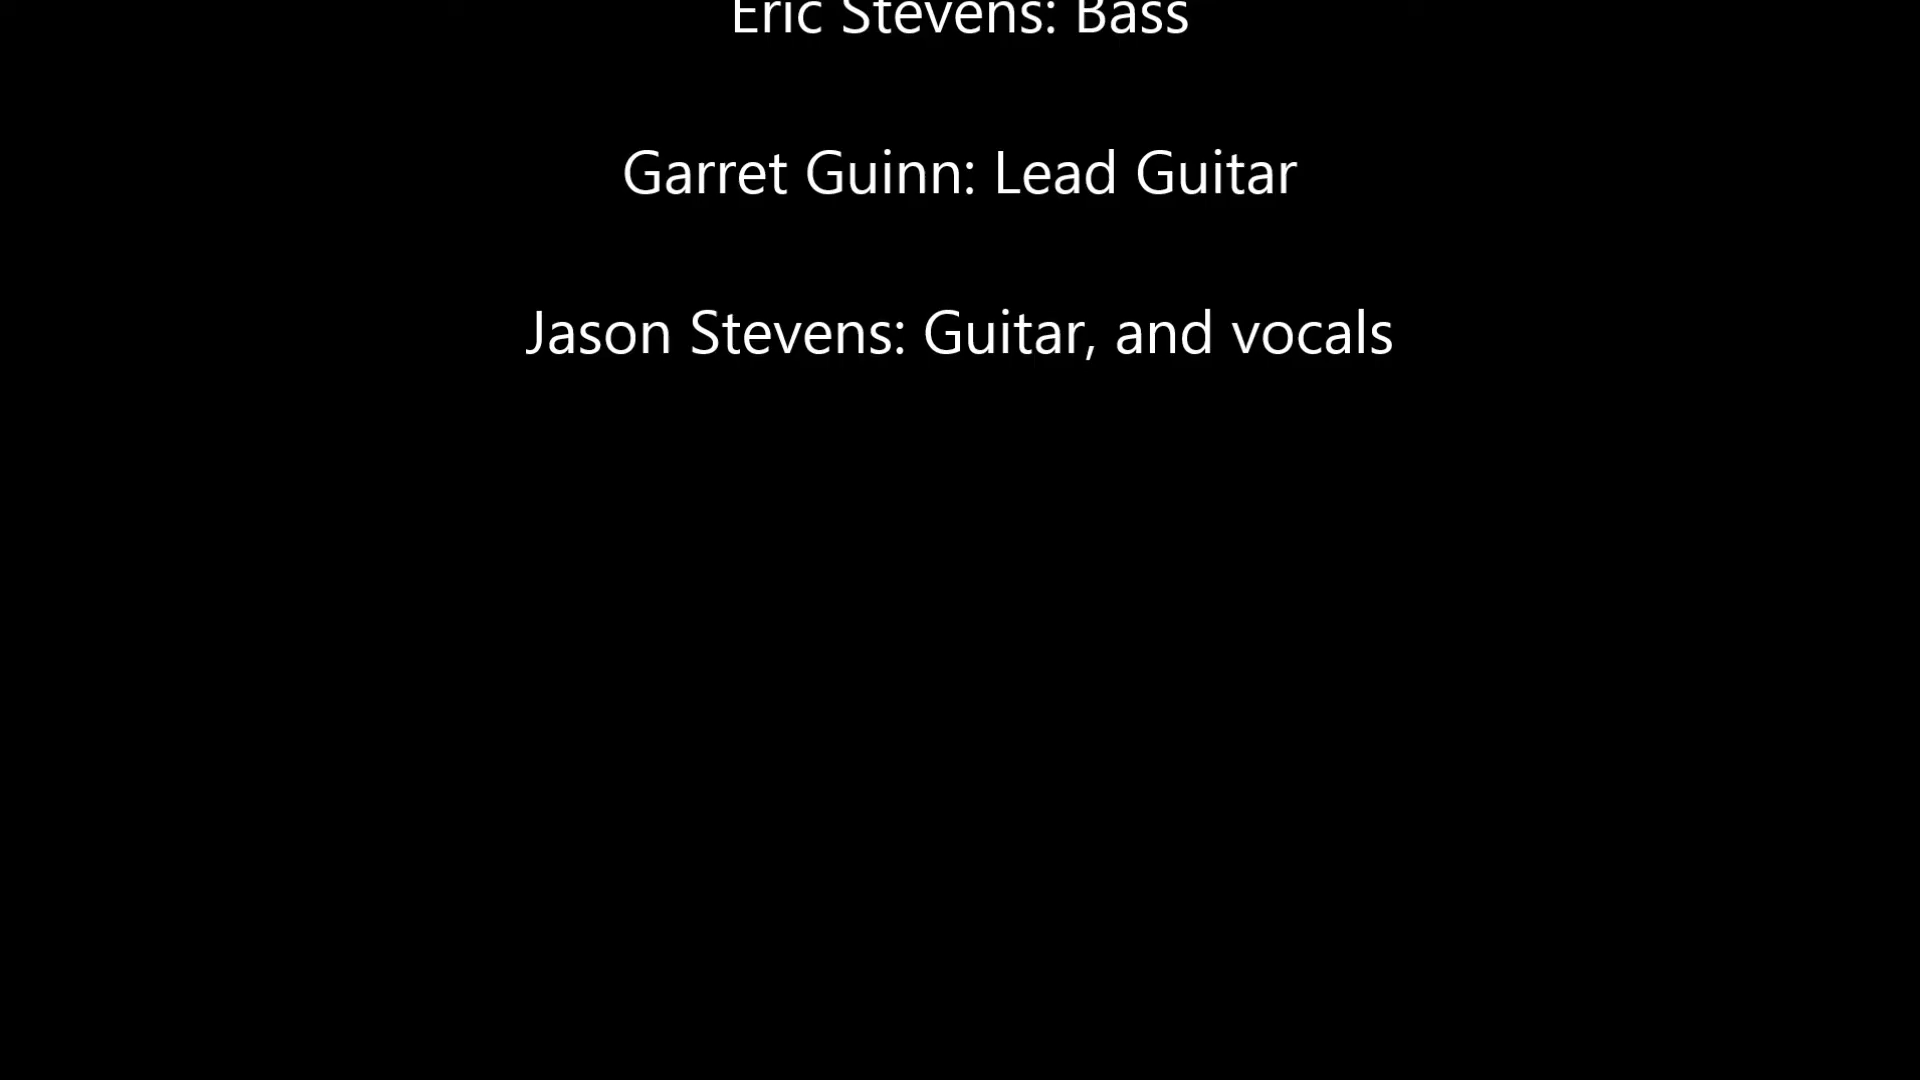 Eric Stevens: Bass
Garret Guinn: Lead Guitar
Jason Stevens: Guitar, and vocals